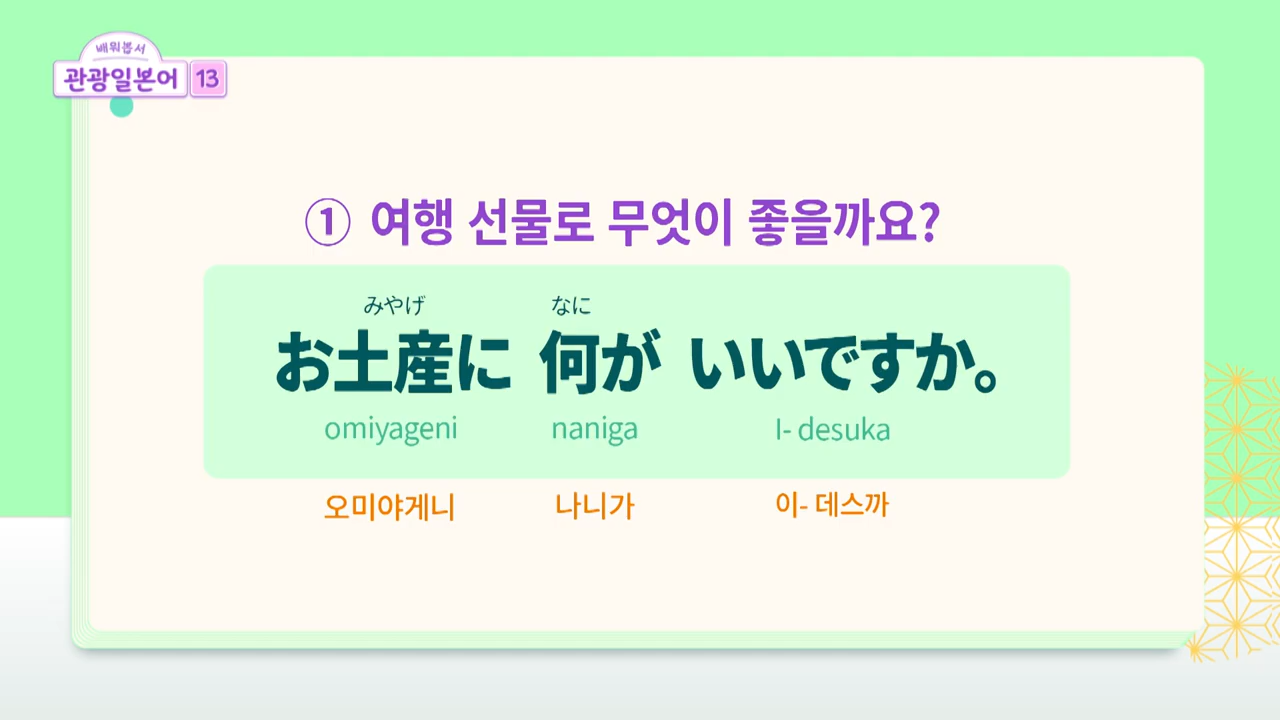 배워봅서
관광일본어 13
① 여행 선물로 무엇이 좋을까요?
みやげ なに
お土産に 何が いいですか。
omiyageni naniga I- desuka
오미야게니 나니가 이- 데스까